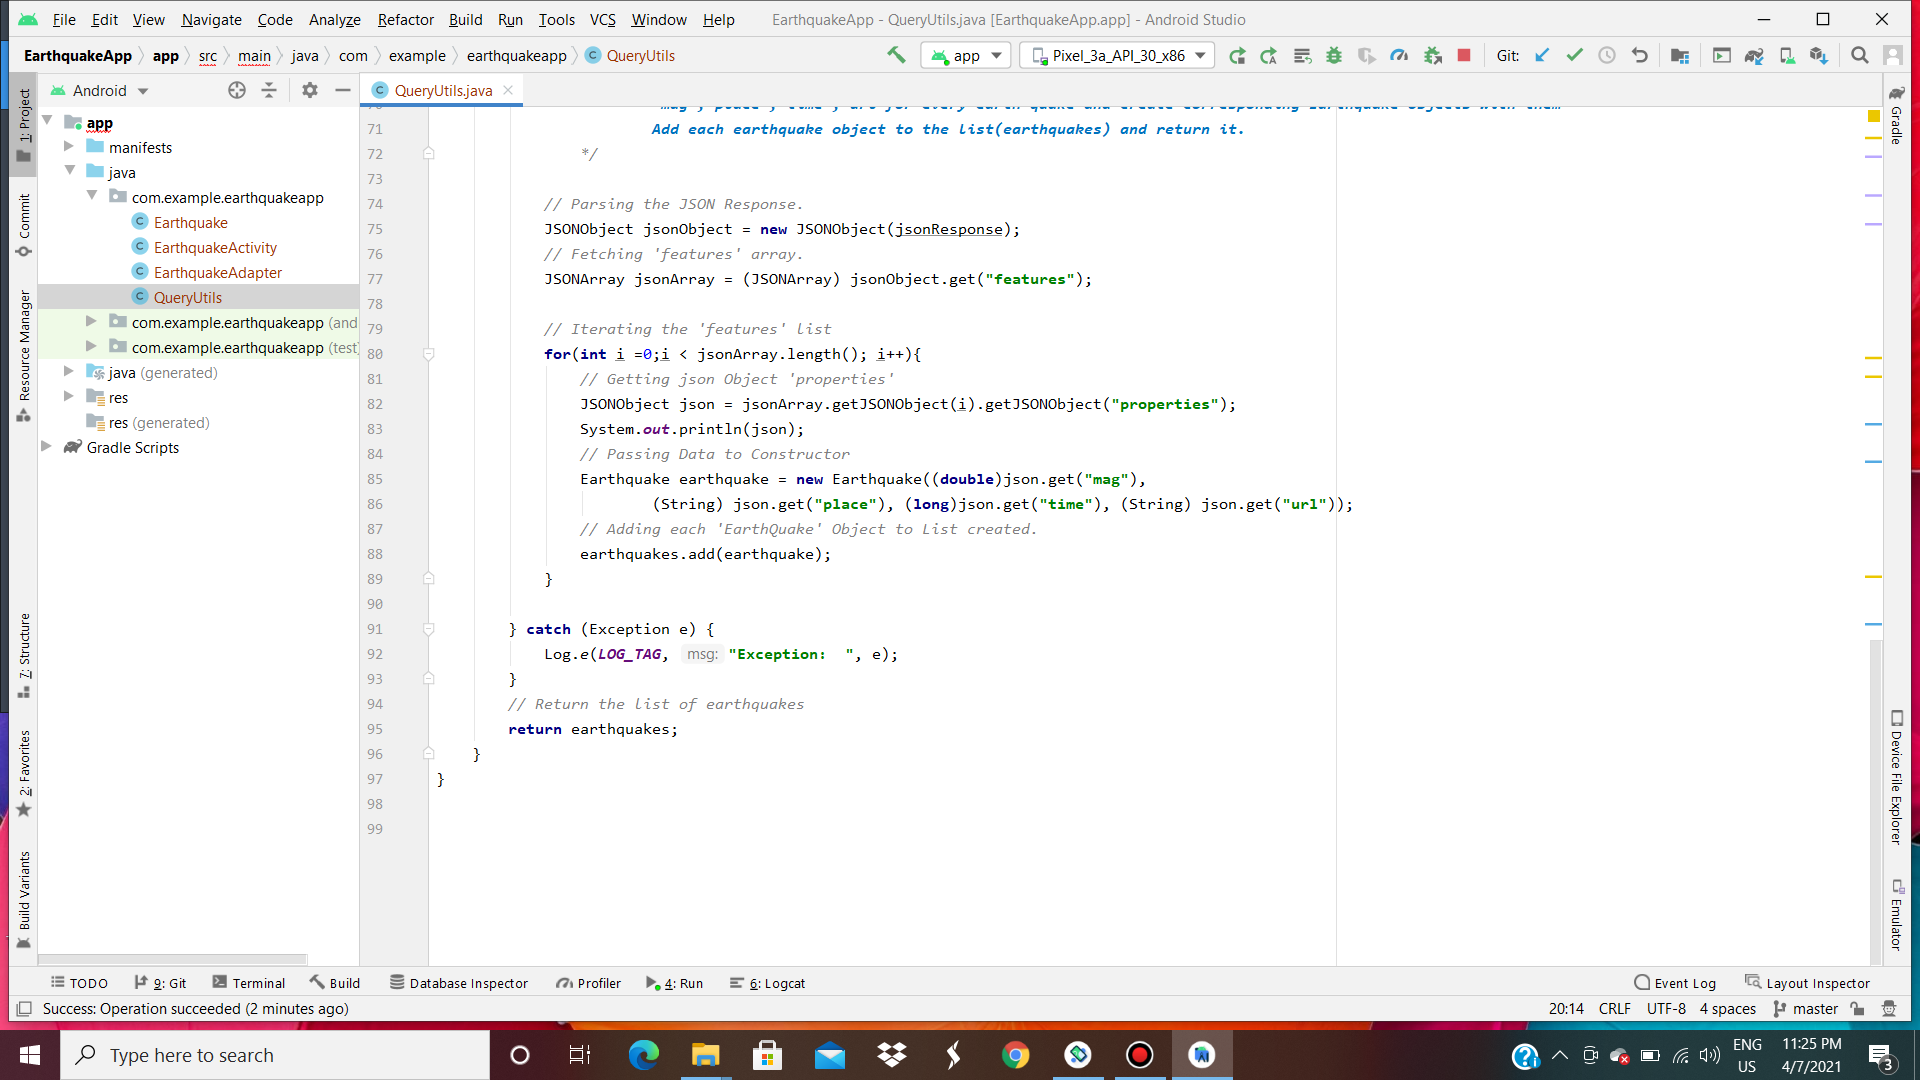 File Edit View Navigate Code Analyze Refactor Build Run Tools VCS Window Help EarthquakeApp - QueryUtils.java [EarthquakeApp.app] - Android Studio
EarthquakeApp app src main java com example earthquakeapp C QueryUtils app Pixel_3a_API_30_x86 Git:
Android
C QueryUtils.java
app
manifests
java
com.example.earthquakeapp
C Earthquake
C EarthquakeActivity
C EarthquakeAdapter
C QueryUtils
com.example.earthquakeapp (and
com.example.earthquakeapp (test)
java (generated)
res
res (generated)
Gradle Scripts
1: Project
Commit
Resource Manager
7: Structure
2: Favorites
Build Variants
71 Add each earthquake object to the list(earthquakes) and return it.
72 */
73
74 // Parsing the JSON Response.
75 JSONObject jsonObject = new JSONObject(jsonResponse);
76 // Fetching 'features' array.
77 JSONArray jsonArray = (JSONArray) jsonObject.get("features");
78
79 // Iterating the 'features' list
80 for(int i =0;i < jsonArray.length(); i++){
81 // Getting json Object 'properties'
82 JSONObject json = jsonArray.getJSONObject(i).getJSONObject("properties");
83 System.out.println(json);
84 // Passing Data to Constructor
85 Earthquake earthquake = new Earthquake((double)json.get("mag"),
86 (String) json.get("place"), (long)json.get("time"), (String) json.get("url"));
87 // Adding each 'EarthQuake' Object to List created.
88 earthquakes.add(earthquake);
89 }
90
91 } catch (Exception e) {
92 Log.e(LOG_TAG, msg: "Exception:  ", e);
93 }
94 // Return the list of earthquakes
95 return earthquakes;
96 }
97 }
98
99
Gradle
Device File Explorer
Emulator
TODO 9: Git Terminal Build Database Inspector Profiler 4: Run 6: Logcat Event Log Layout Inspector
Success: Operation succeeded (2 minutes ago) 20:14 CRLF UTF-8 4 spaces master
Type here to search
ENG
US
11:25 PM
4/7/2021
3